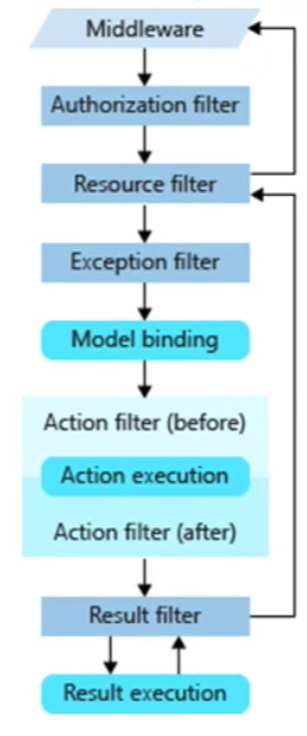 Middleware
Authorization filter
Resource filter
Exception filter
Model binding
Action filter (before)
Action execution
Action filter (after)
Result filter
Result execution